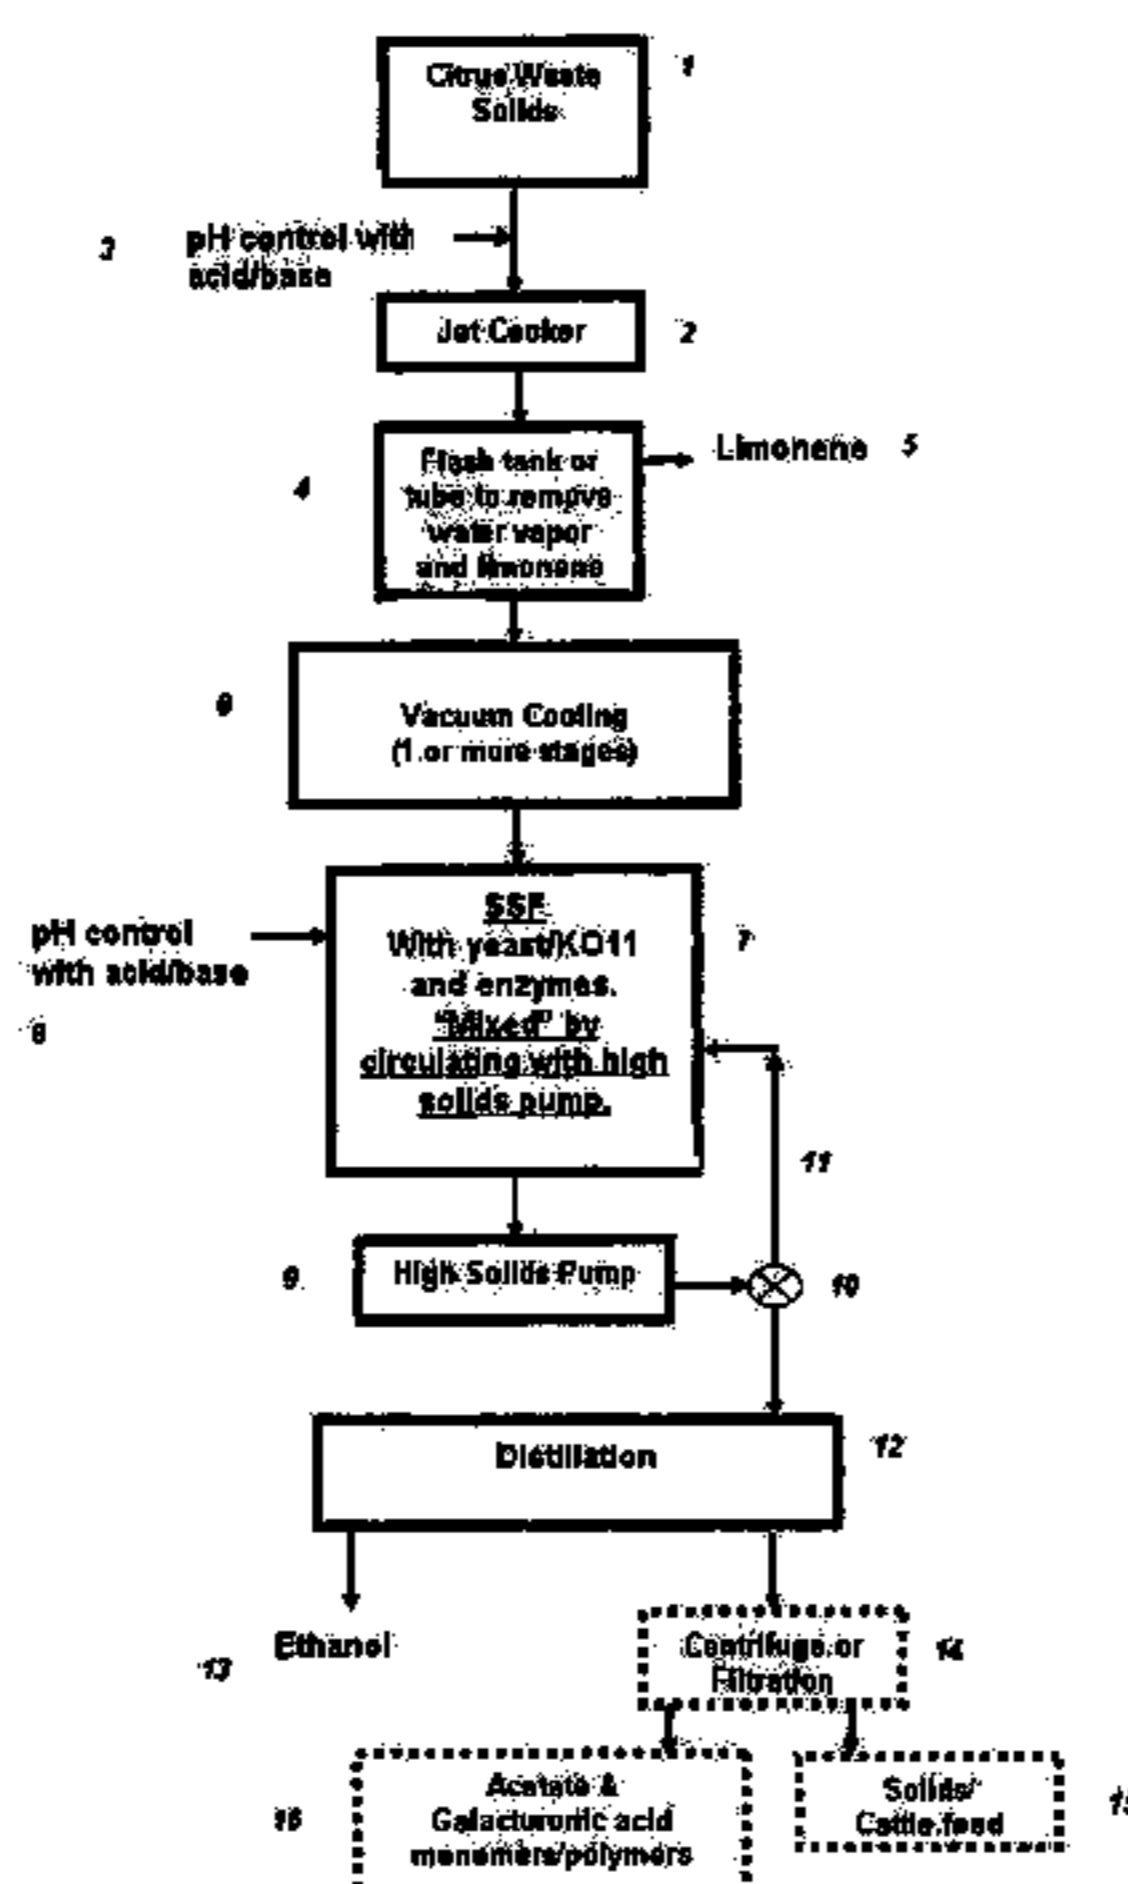 Citrus Waste
Solids
1
3
pH control with
acid/base
Jet Cooker
2
4
Flash tank or
tube to remove
water vapor
and limonene
Limonene
5
Vacuum Cooling
(1 or more stages)
pH control
with acid/base
8
SSF
With yeast/KO11
and enzymes.
"Mixed" by
circulating with high
solids pump.
7
11
9
High Solids Pump
10
Distillation
12
13
Ethanol
Centrifuge or
Filtration
14
Acetate &
Galacturonic acid
monomers/polymers
Solids/
Cattle feed